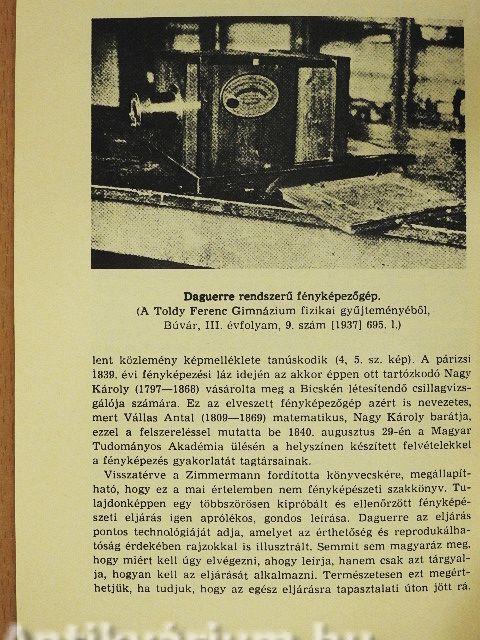 Daguerre rendszerű fényképezőgép.
(A Toldy Ferenc Gimnázium fizikai gyűjteményéből,
Búvár, III. évfolyam, 9. szám [1937] 695. l.)
lent közlemény képmelléklete tanúskodik (4, 5. sz. kép). A párizsi
1839. évi fényképezési láz idején az akkor éppen ott tartózkodó Nagy
Károly (1797—1868) vásárolta meg a Bicskén létesítendő csillagvizs-
gálója számára. Ez az elveszett fényképezőgép azért is nevezetes,
mert Vállas Antal (1809—1869) matematikus, Nagy Károly barátja,
ezzel a felszereléssel mutatta be 1840. augusztus 29-én a Magyar
Tudományos Akadémia ülésén a helyszínen készített felvételekkel
a fényképezés gyakorlatát tagtársainak.
Visszatérve a Zimmermann fordította könyvecskére, megállapít-
ható, hogy ez a mai értelemben nem fényképészeti szakkönyv. Tu-
lajdonképpen egy többszörösen kipróbált és ellenőrzött fényképé-
szeti eljárás igen aprólékos, gondos leírása. Daguerre az eljárás
pontos technológiáját adja, amelyet az érthetőség és reprodukálha-
tóság érdekében rajzokkal is illusztrált. Semmit sem magyaráz meg,
hogy miért kell úgy elvégezni, ahogy leírja, hanem csak azt tárgyal-
ja, hogyan kell az eljárását alkalmazni. Természetesen ezt megért-
hetjük, ha tudjuk, hogy az egész eljárásra tapasztalati úton jött rá.
Antikvárium.hu